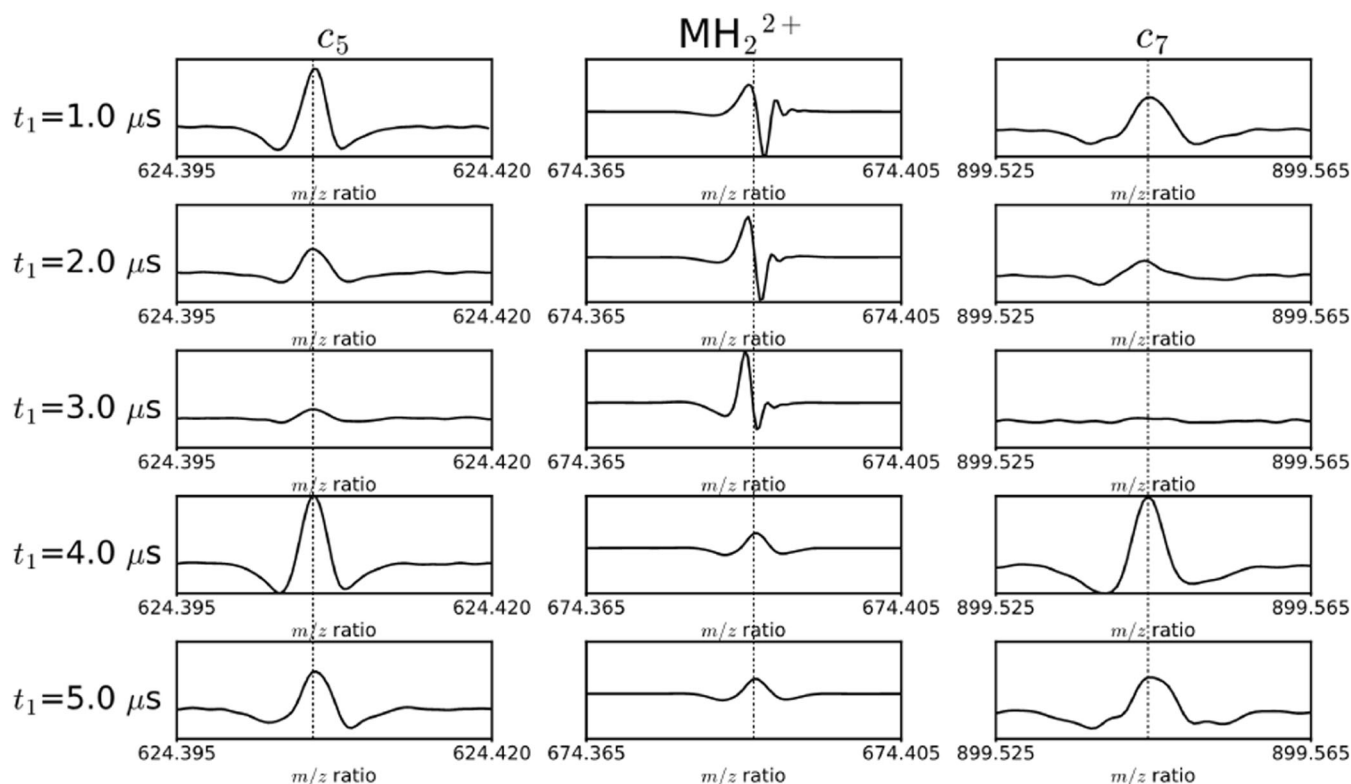 c₅ MH₂²⁺ c₇
t₁=1.0 μs
624.395 624.420 674.365 674.405 899.525 899.565
m/z ratio m/z ratio m/z ratio
t₁=2.0 μs
624.395 624.420 674.365 674.405 899.525 899.565
m/z ratio m/z ratio m/z ratio
t₁=3.0 μs
624.395 624.420 674.365 674.405 899.525 899.565
m/z ratio m/z ratio m/z ratio
t₁=4.0 μs
624.395 624.420 674.365 674.405 899.525 899.565
m/z ratio m/z ratio m/z ratio
t₁=5.0 μs
624.395 624.420 674.365 674.405 899.525 899.565
m/z ratio m/z ratio m/z ratio